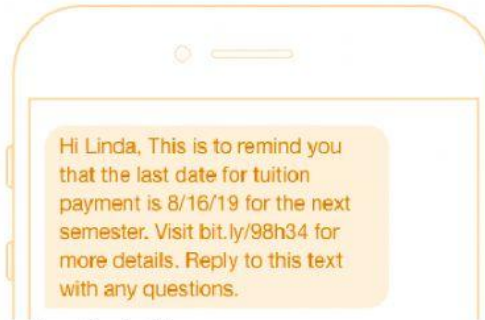 Hi Linda, This is to remind you
that the last date for tuition
payment is 8/16/19 for the next
semester. Visit bit.ly/98h34 for
more details. Reply to this text
with any questions.